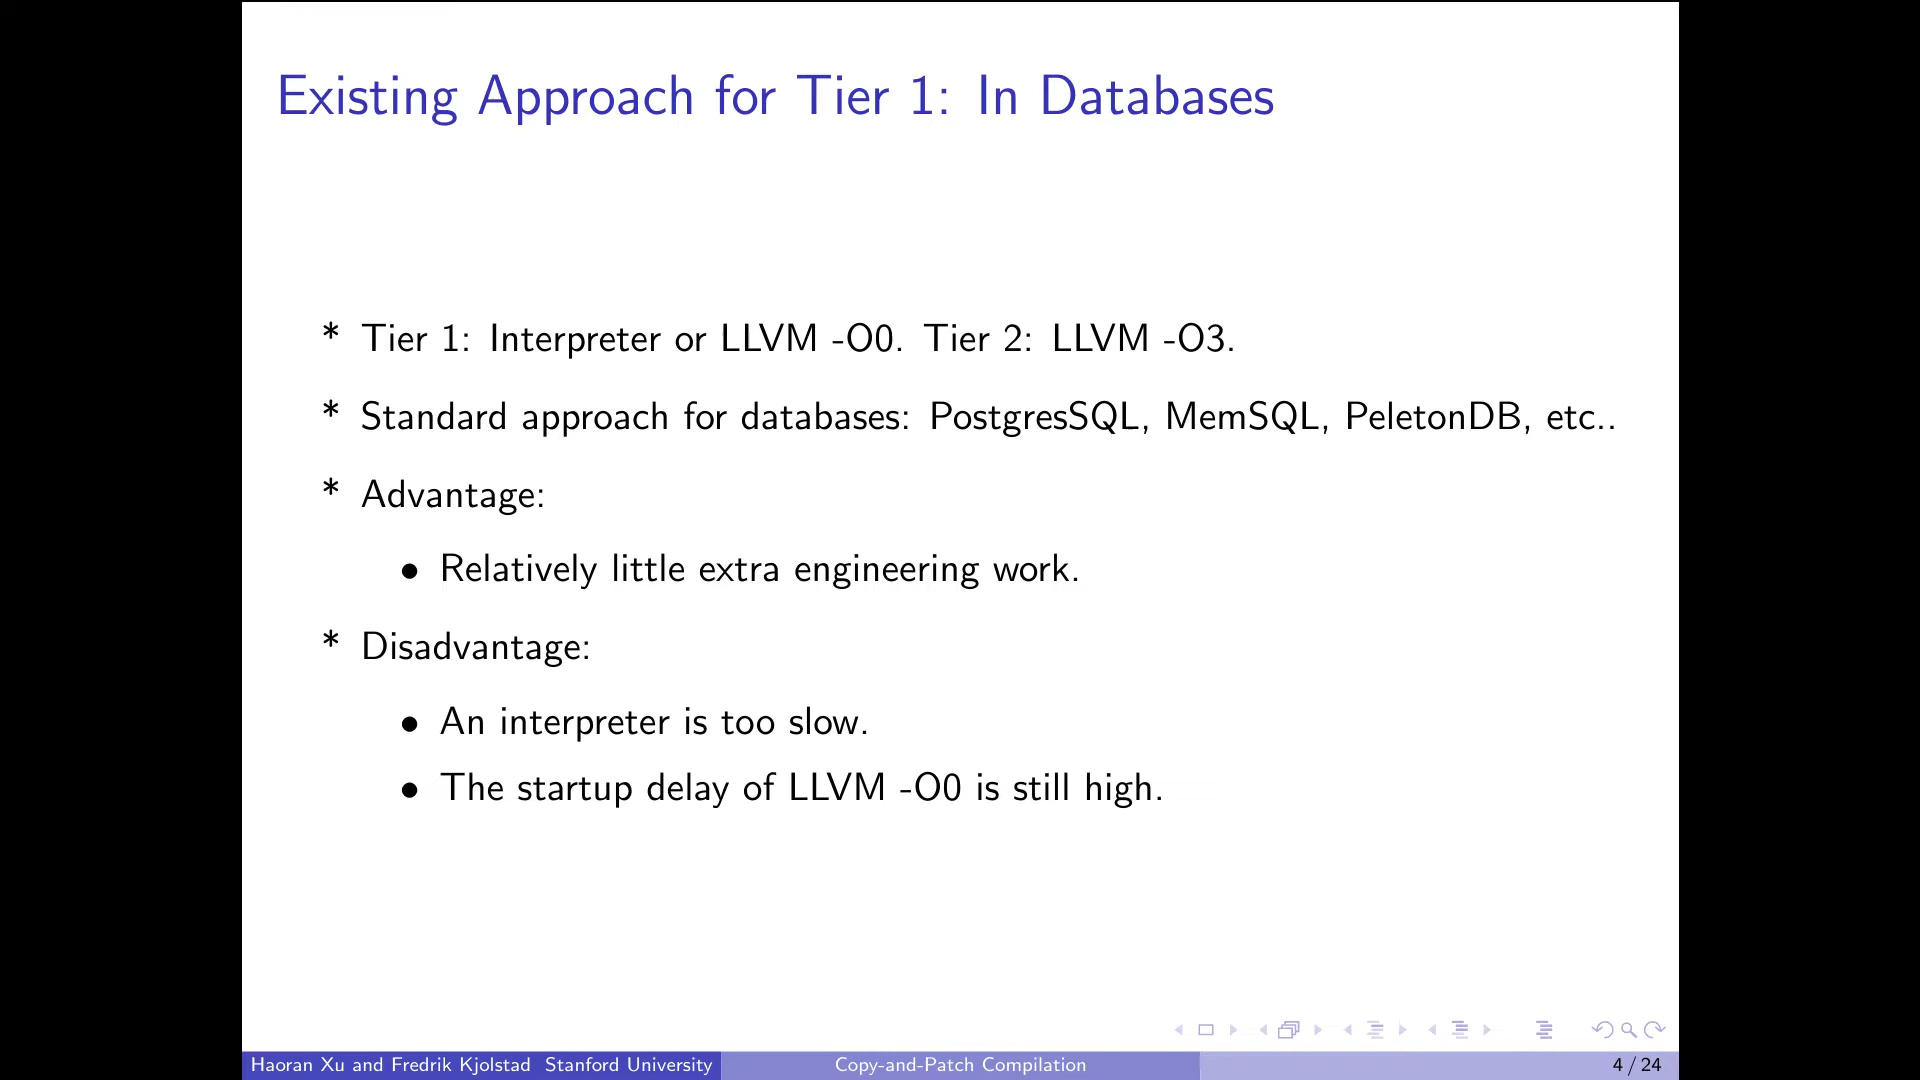 Existing Approach for Tier 1: In Databases
* Tier 1: Interpreter or LLVM -O0. Tier 2: LLVM -O3.
* Standard approach for databases: PostgresSQL, MemSQL, PeletonDB, etc..
* Advantage:
• Relatively little extra engineering work.
* Disadvantage:
• An interpreter is too slow.
• The startup delay of LLVM -O0 is still high.
Haoran Xu and Fredrik Kjolstad Stanford University Copy-and-Patch Compilation 4 / 24